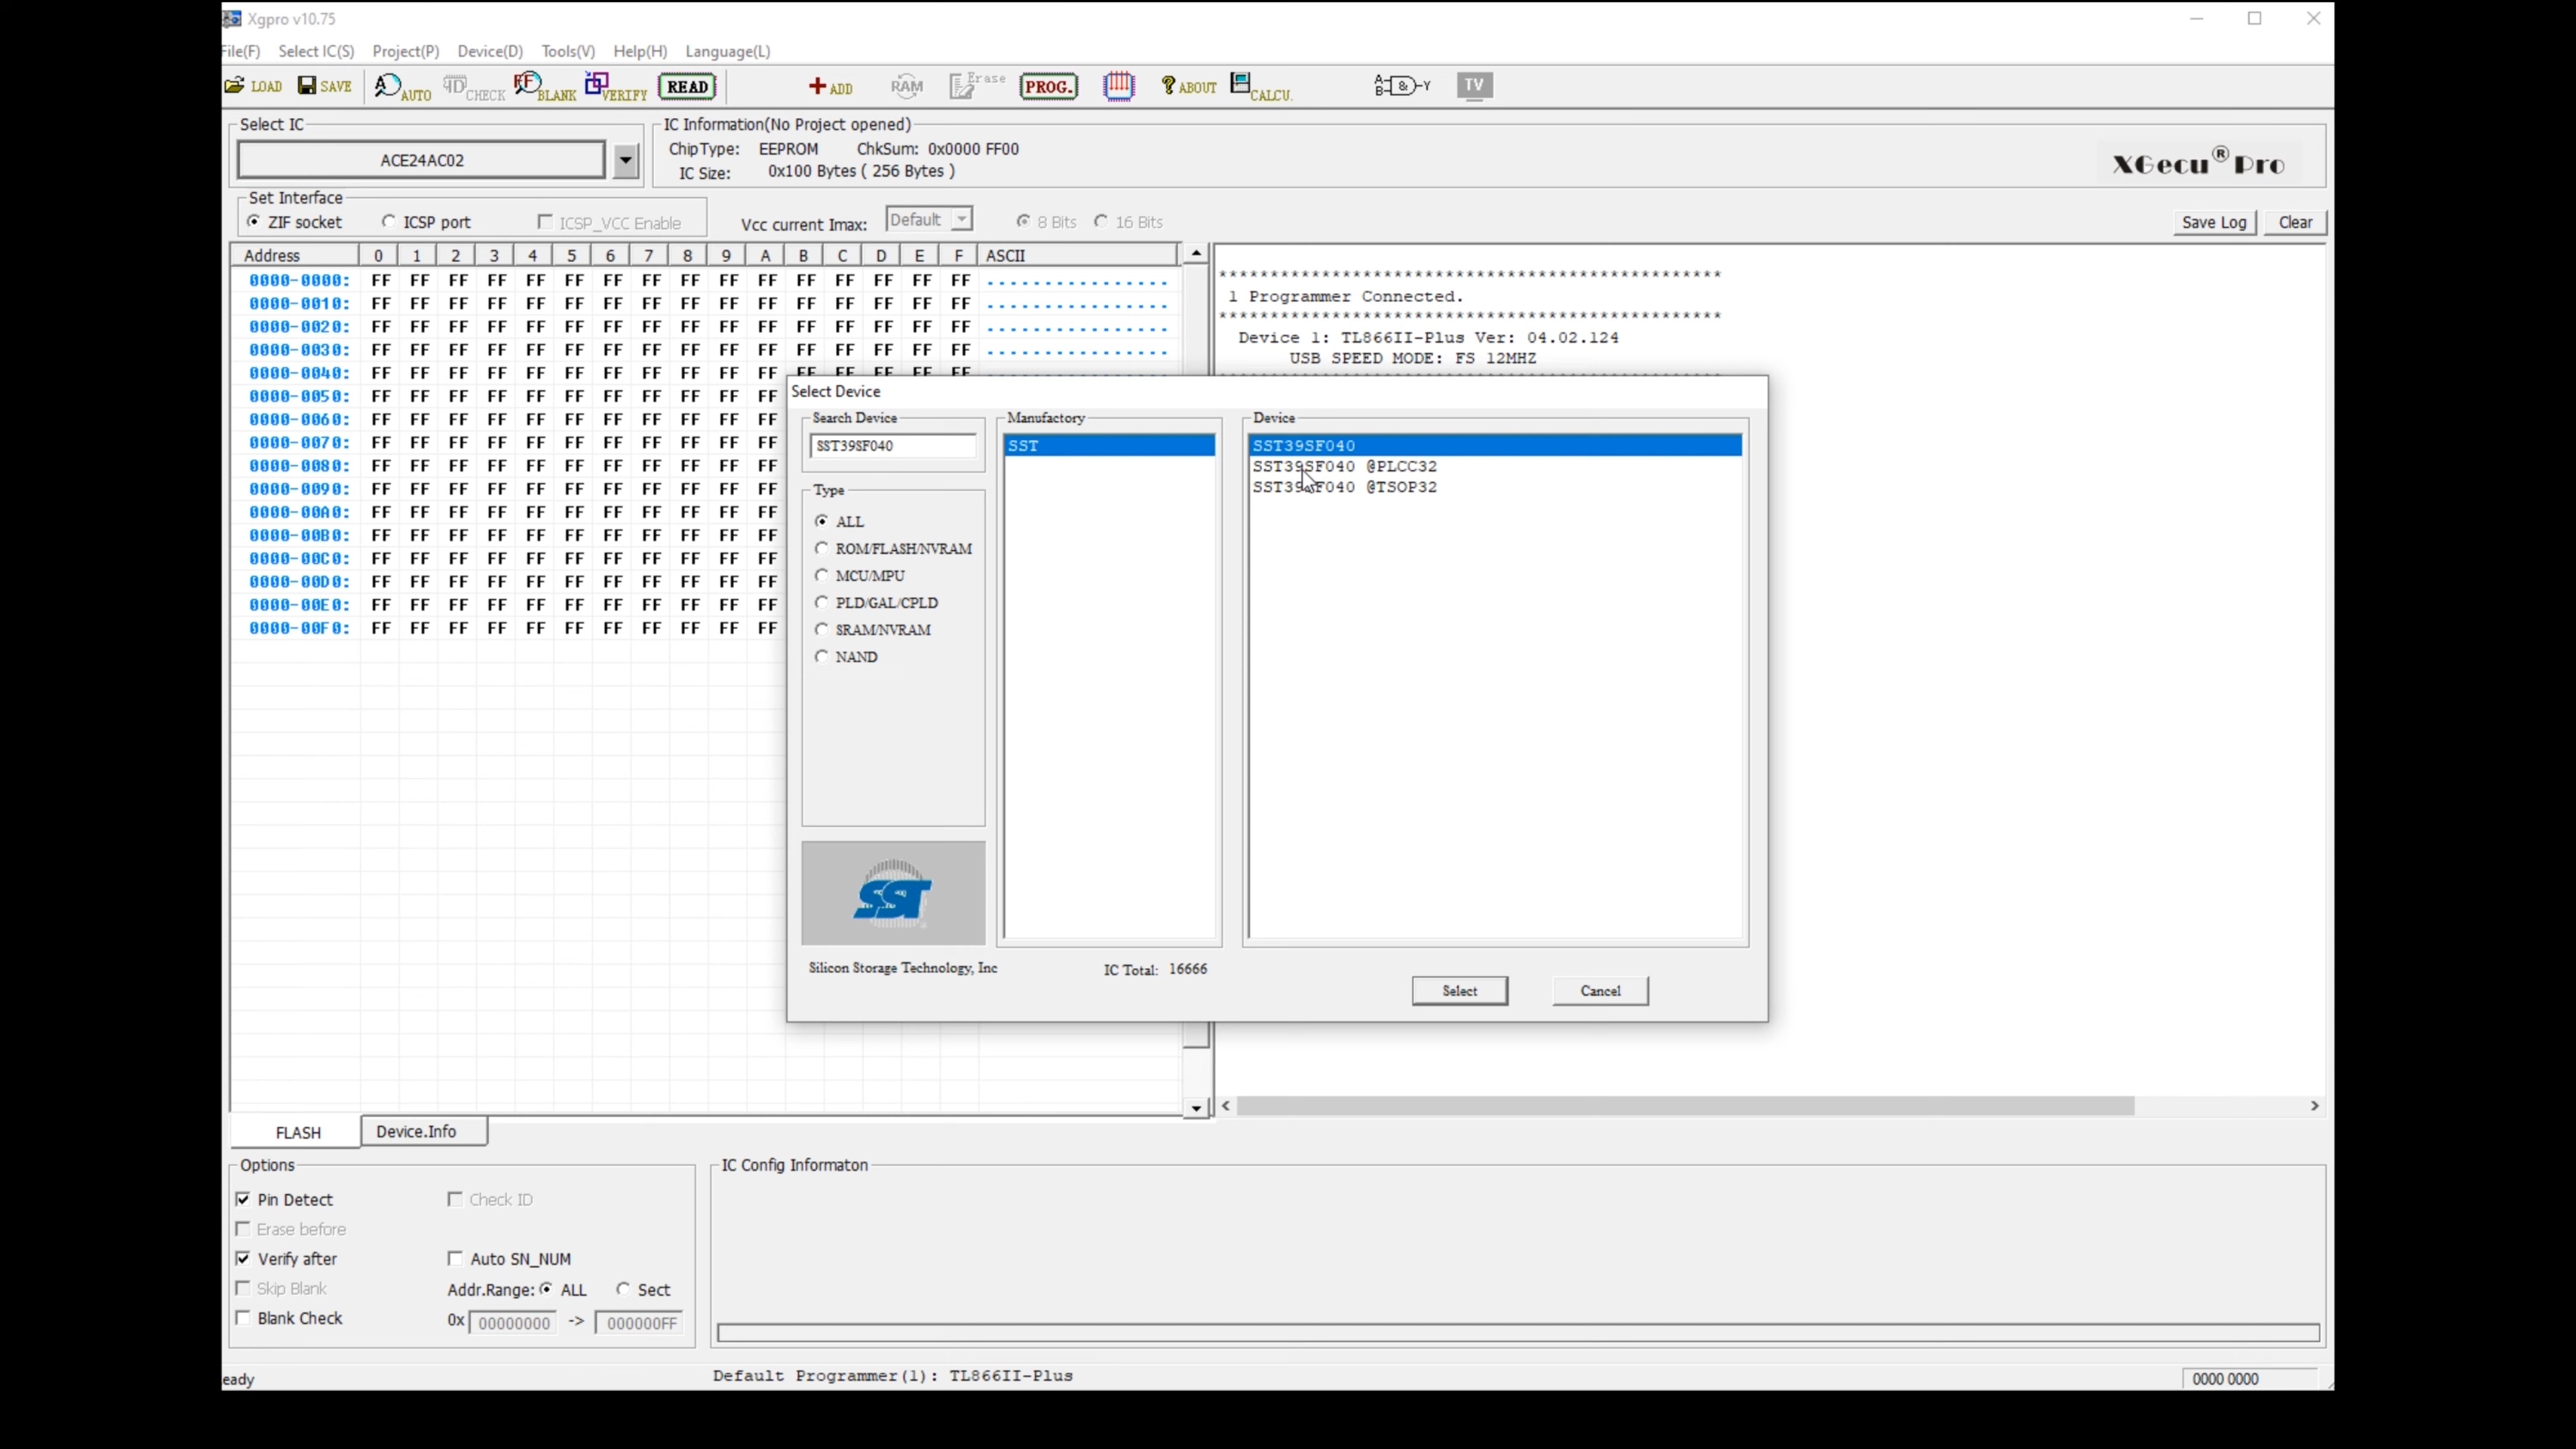 Xgpro v10.75
File(F) Select IC(S) Project(P) Device(D) Tools(V) Help(H) Language(L)
LOAD SAVE AUTO CHECK BLANK VERIFY READ ADD RAM Erase PROG. ABOUT CALCU. A B & Y TV
Select IC
ACE24AC02
IC Information(No Project opened)
ChipType: EEPROM ChkSum: 0x0000 FF00
IC Size: 0x100 Bytes ( 256 Bytes )
XGecu® Pro
Set Interface
ZIF socket ICSP port ICSP_VCC Enable Vcc current Imax: Default 8 Bits 16 Bits Save Log Clear
Address 0 1 2 3 4 5 6 7 8 9 A B C D E F ASCII
0000-0000: FF FF FF FF FF FF FF FF FF FF FF FF FF FF FF FF ................
0000-0010: FF FF FF FF FF FF FF FF FF FF FF FF FF FF FF FF ................
0000-0020: FF FF FF FF FF FF FF FF FF FF FF FF FF FF FF FF ................
0000-0030: FF FF FF FF FF FF FF FF FF FF FF FF FF FF FF FF ................
0000-0040: FF FF FF FF FF FF FF FF FF FF FF FF FF FF FF FF
0000-0050: FF FF FF FF FF FF FF FF FF FF FF
0000-0060: FF FF FF FF FF FF FF FF FF FF FF
0000-0070: FF FF FF FF FF FF FF FF FF FF FF
0000-0080: FF FF FF FF FF FF FF FF FF FF FF
0000-0090: FF FF FF FF FF FF FF FF FF FF FF
0000-00A0: FF FF FF FF FF FF FF FF FF FF FF
0000-00B0: FF FF FF FF FF FF FF FF FF FF FF
0000-00C0: FF FF FF FF FF FF FF FF FF FF FF
0000-00D0: FF FF FF FF FF FF FF FF FF FF FF
0000-00E0: FF FF FF FF FF FF FF FF FF FF FF
0000-00F0: FF FF FF FF FF FF FF FF FF FF FF
*************************************************
1 Programmer Connected.
*************************************************
Device 1: TL866II-Plus Ver: 04.02.124
USB SPEED MODE: FS 12MHZ
Select Device
Search Device
SST39SF040
Type
ALL
ROM/FLASH/NVRAM
MCU/MPU
PLD/GAL/CPLD
SRAM/NVRAM
NAND
SST
Silicon Storage Technology, Inc
Manufactory
SST
IC Total: 16666
Device
SST39SF040
SST39SF040 @PLCC32
SST39SF040 @TSOP32
Select Cancel
FLASH Device.Info
Options
Pin Detect Check ID
Erase before
Verify after Auto SN_NUM
Skip Blank Addr.Range: ALL Sect
Blank Check 0x 00000000 -> 000000FF
IC Config Informaton
eady Default Programmer(1): TL866II-Plus 0000 0000